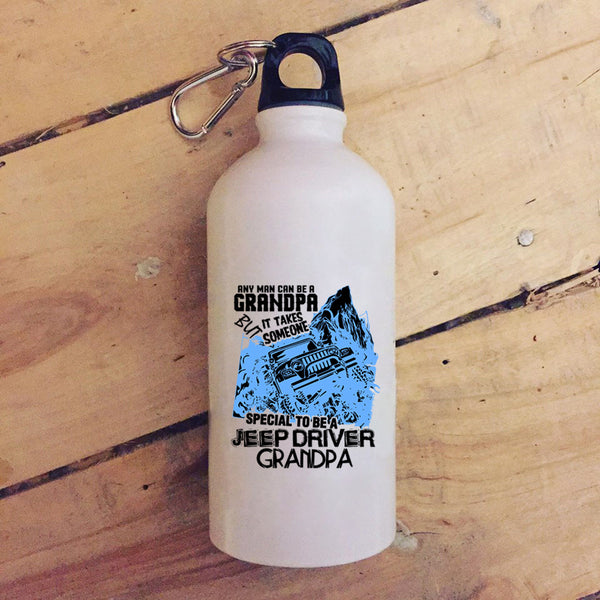 ANY MAN CAN BE A
GRANDPA
BUT IT TAKES
SOMEONE
SPECIAL TO BE A
JEEP DRIVER
GRANDPA